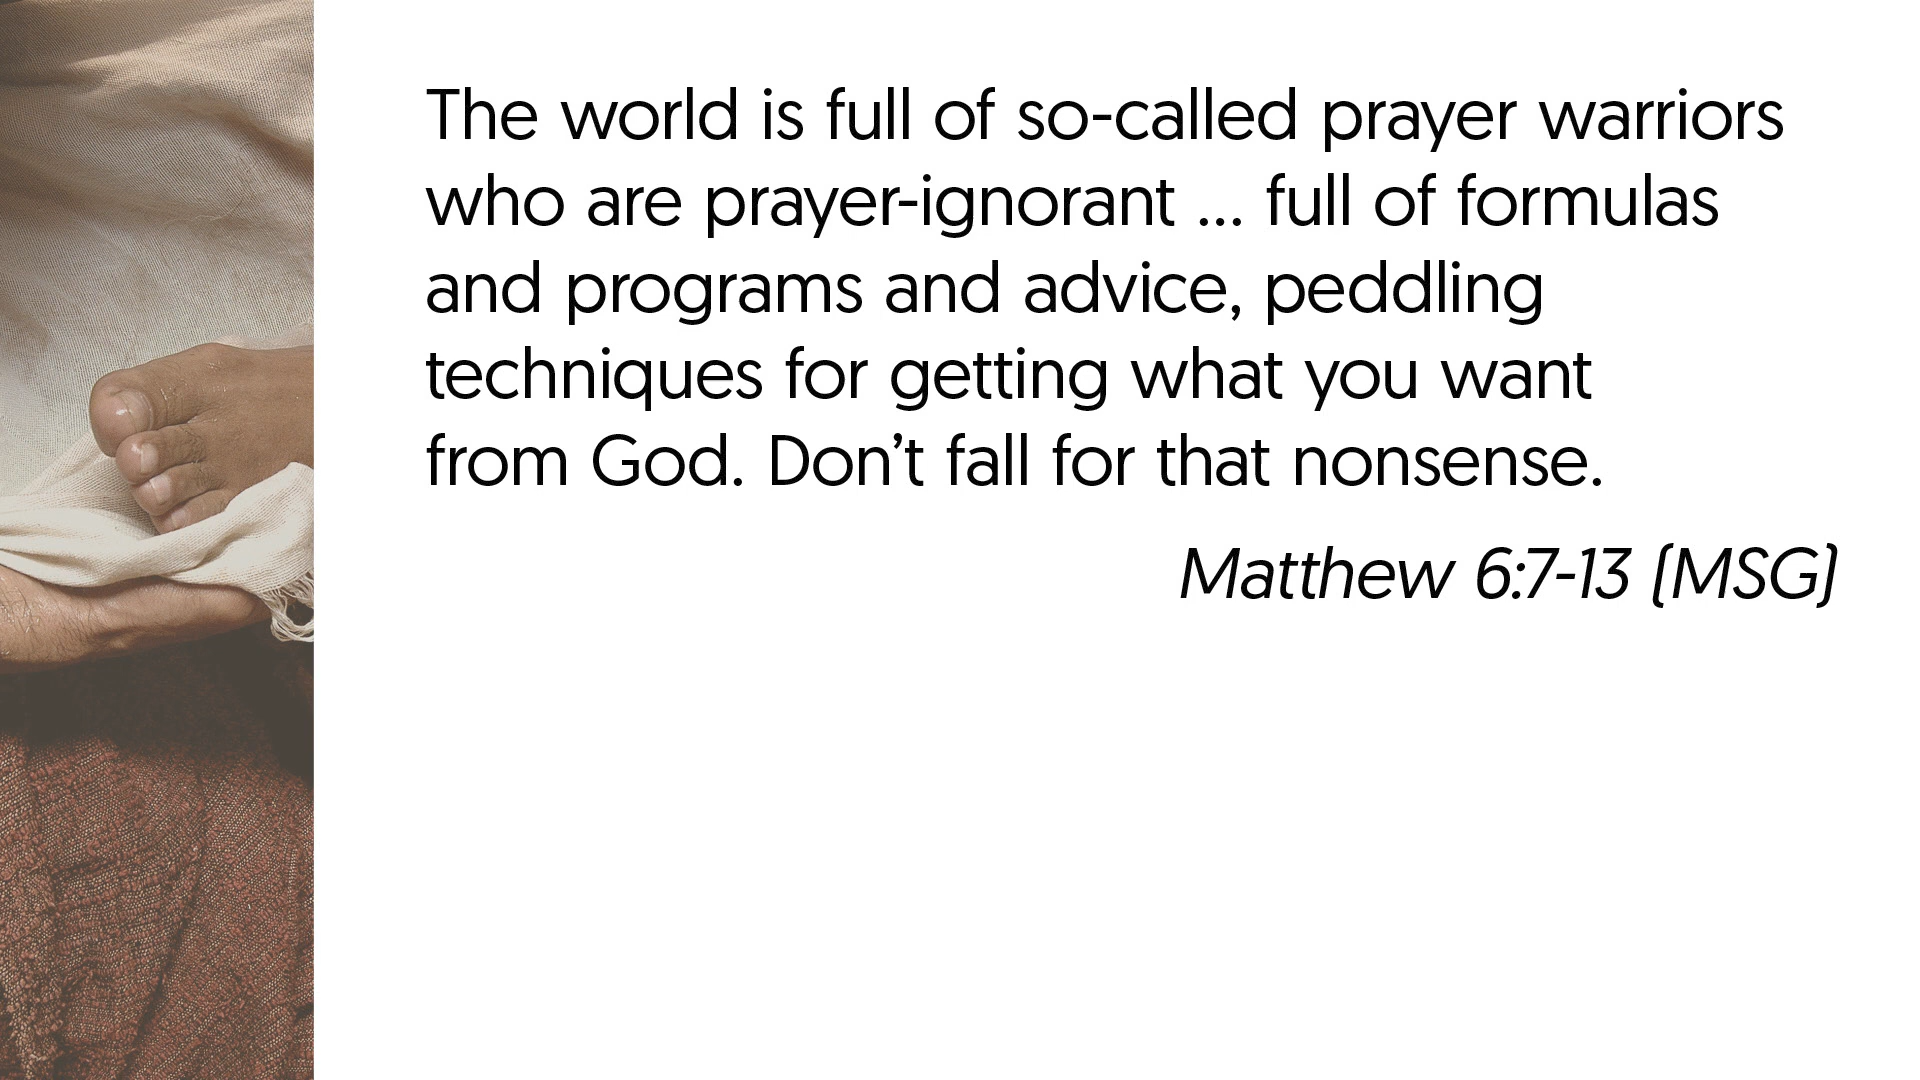 The world is full of so-called prayer warriors
who are prayer-ignorant ... full of formulas
and programs and advice, peddling
techniques for getting what you want
from God. Don’t fall for that nonsense.
Matthew 6:7-13 (MSG)